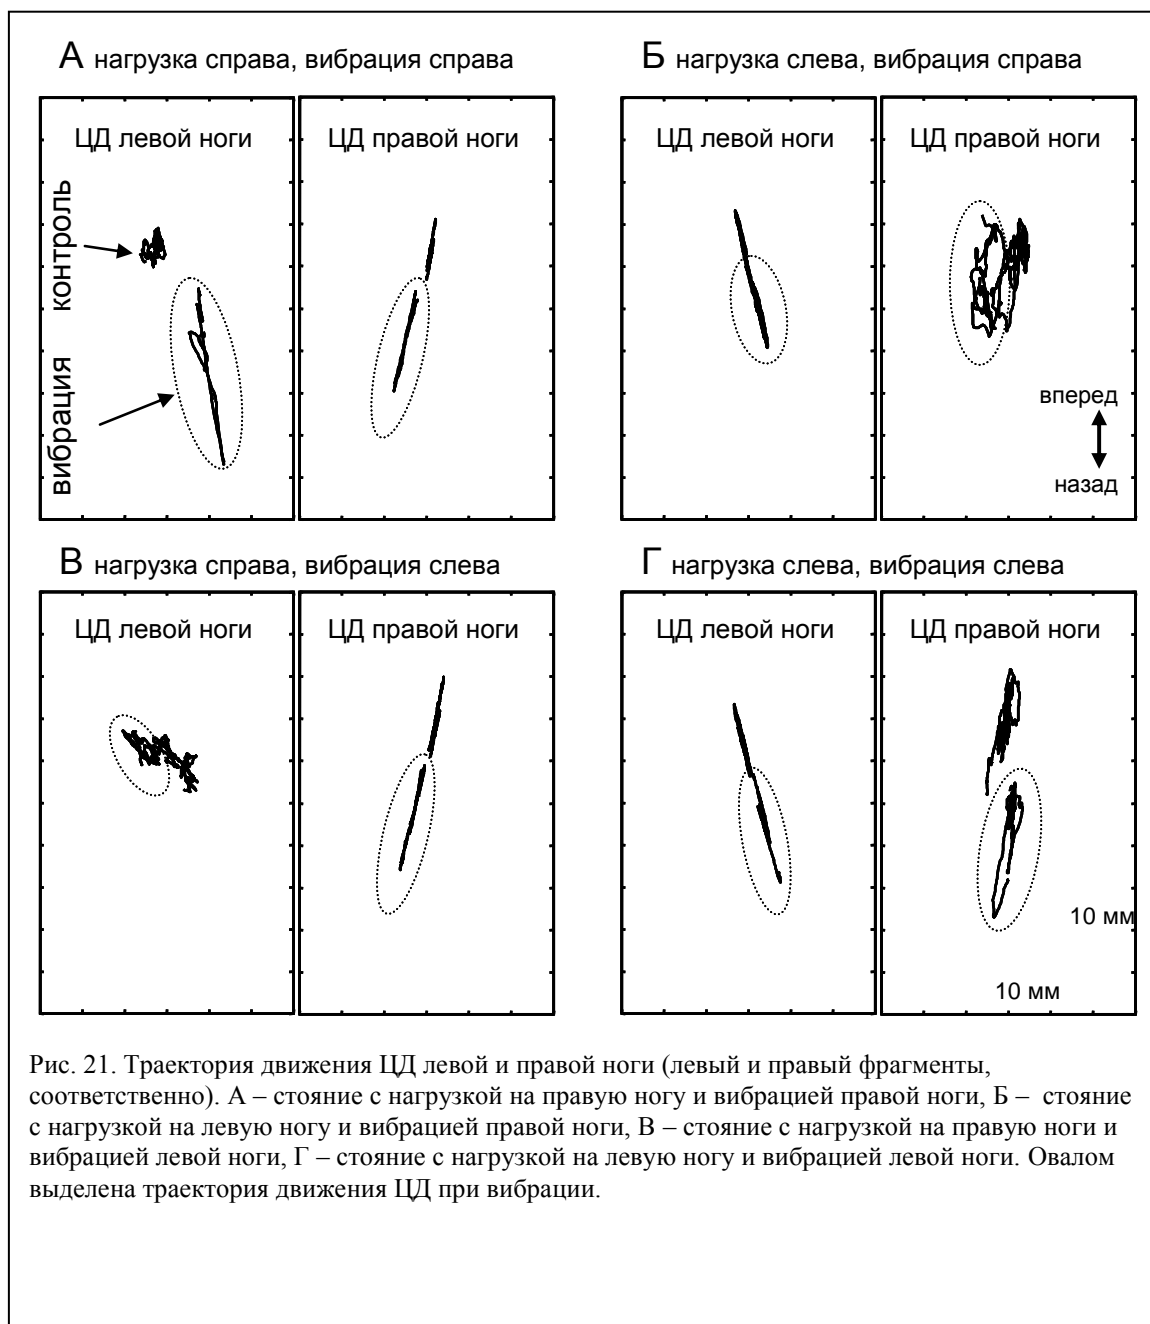 А нагрузка справа, вибрация справа
Б нагрузка слева, вибрация справа
ЦД левой ноги
ЦД правой ноги
ЦД левой ноги
ЦД правой ноги
контроль
вибрация
вперед
назад
В нагрузка справа, вибрация слева
Г нагрузка слева, вибрация слева
ЦД левой ноги
ЦД правой ноги
ЦД левой ноги
ЦД правой ноги
10 мм
10 мм
Рис. 21. Траектория движения ЦД левой и правой ноги (левый и правый фрагменты,
соответственно). А – стояние с нагрузкой на правую ногу и вибрацией правой ноги, Б – стояние
с нагрузкой на левую ногу и вибрацией правой ноги, В – стояние с нагрузкой на правую ноги и
вибрацией левой ноги, Г – стояние с нагрузкой на левую ногу и вибрацией левой ноги. Овалом
выделена траектория движения ЦД при вибрации.